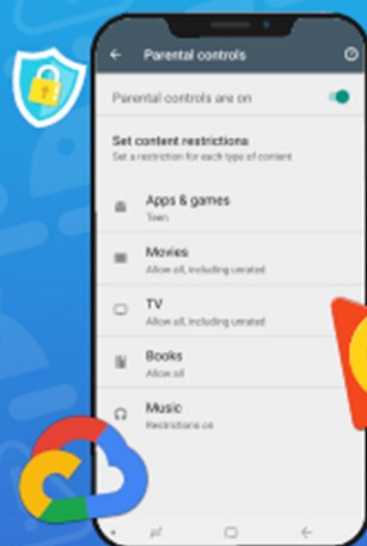 Parental controls
Parental controls are on
Set content restrictions
Set a restriction for each type of content
Apps & games
Teen
Movies
Allow all, including unrated
TV
Allow all, including unrated
Books
Allow all
Music
Restrictions on